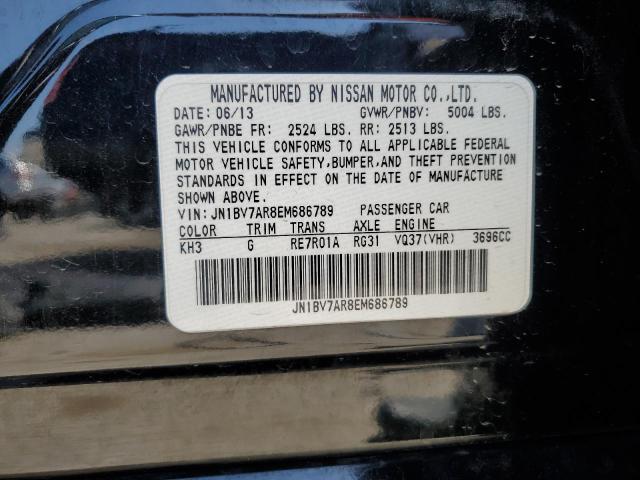 MANUFACTURED BY NISSAN MOTOR CO.,LTD.
DATE: 06/13 GVWR/PNBV: 5004 LBS.
GAWR/PNBE FR: 2524 LBS. RR: 2513 LBS.
THIS VEHICLE CONFORMS TO ALL APPLICABLE FEDERAL
MOTOR VEHICLE SAFETY,BUMPER,AND THEFT PREVENTION
STANDARDS IN EFFECT ON THE DATE OF MANUFACTURE
SHOWN ABOVE.
VIN:JN1BV7AR8EM686789 PASSENGER CAR
COLOR TRIM TRANS AXLE ENGINE
KH3 G RE7R01A RG31 VQ37(VHR) 3696CC
JN1BV7AR8EM686789